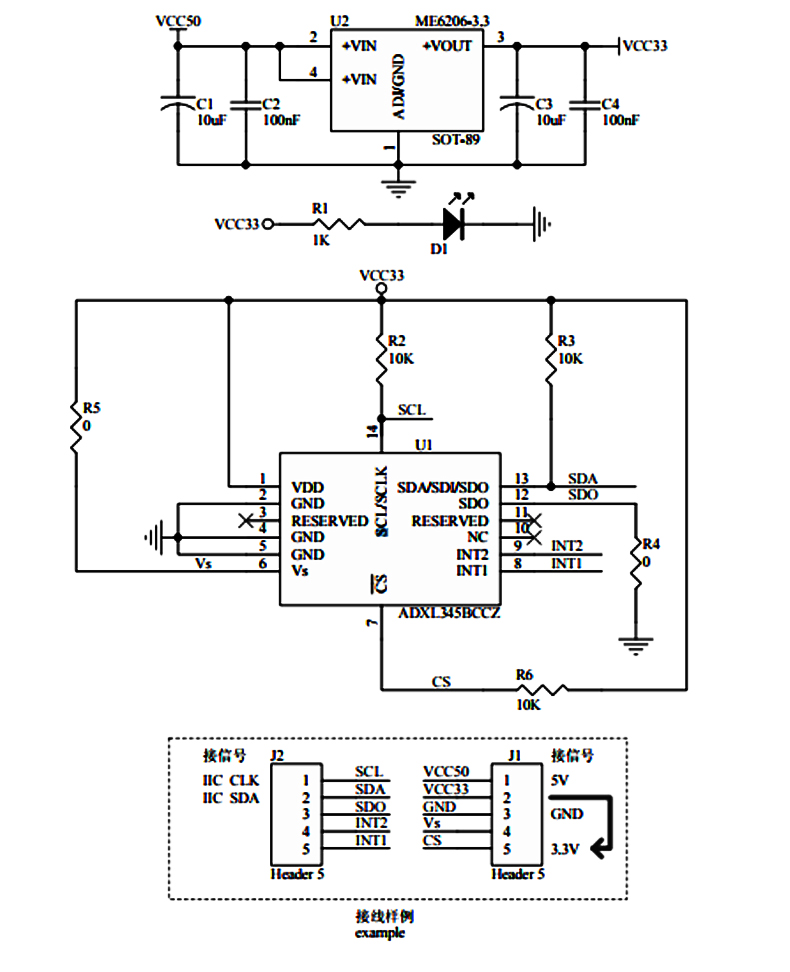 VCC50
U2
ME6206-3.3
2
+VIN
+VOUT
3
VCC33
4
+VIN
ADJ/GND
C1
10uF
C2
100nF
C3
10uF
C4
100nF
1
SOT-89
VCC33
R1
1K
D1
VCC33
R2
10K
R3
10K
R5
0
SCL
14
U1
1
VDD
SCL/SCLK
SDA/SDI/SDO
13
SDA
2
GND
SDO
12
SDO
3
RESERVED
RESERVED
11
4
GND
NC
10
5
GND
INT2
9
INT2
Vs
6
Vs
INT1
8
INT1
R4
0
CS
7
ADXL345BCCZ
CS
R6
10K
接信号
J2
J1
接信号
IIC CLK
1
SCL
VCC50
1
5V
IIC SDA
2
SDA
VCC33
2
3
SDO
GND
3
GND
4
INT2
Vs
4
5
INT1
CS
5
3.3V
Header 5
Header 5
接线样例
example